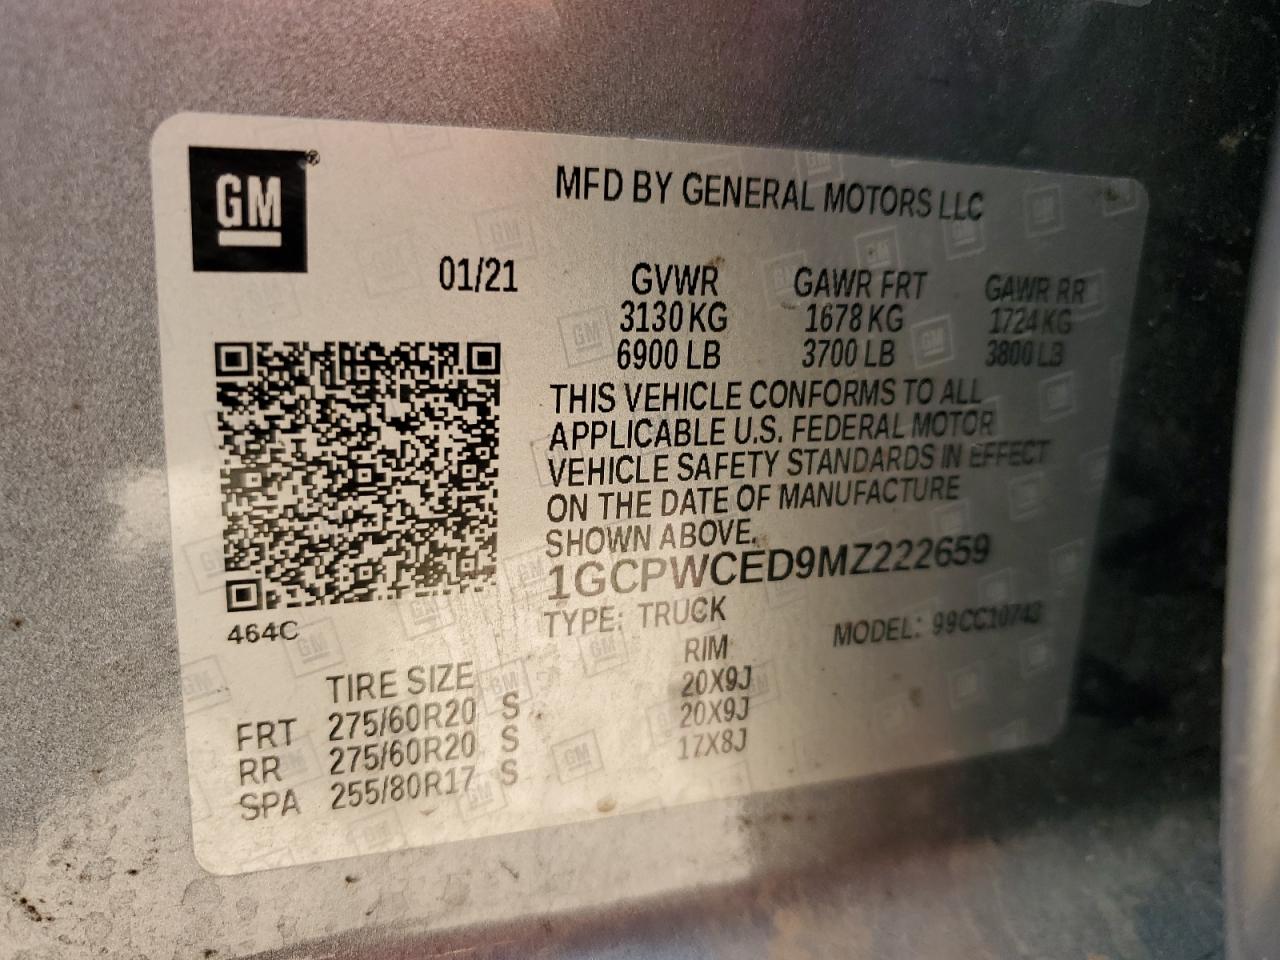 GM®
MFD BY GENERAL MOTORS LLC
01/21 GVWR GAWR FRT GAWR RR
3130 KG 1678 KG 1724 KG
6900 LB 3700 LB 3800 LB
THIS VEHICLE CONFORMS TO ALL
APPLICABLE U.S. FEDERAL MOTOR
VEHICLE SAFETY STANDARDS IN EFFECT
ON THE DATE OF MANUFACTURE
SHOWN ABOVE.
1GCPWCED9MZ222659
464C
TYPE: TRUCK MODEL: 99CC10743
TIRE SIZE RIM
FRT 275/60R20 S 20X9J
RR 275/60R20 S 20X9J
SPA 255/80R17 S 17X8J